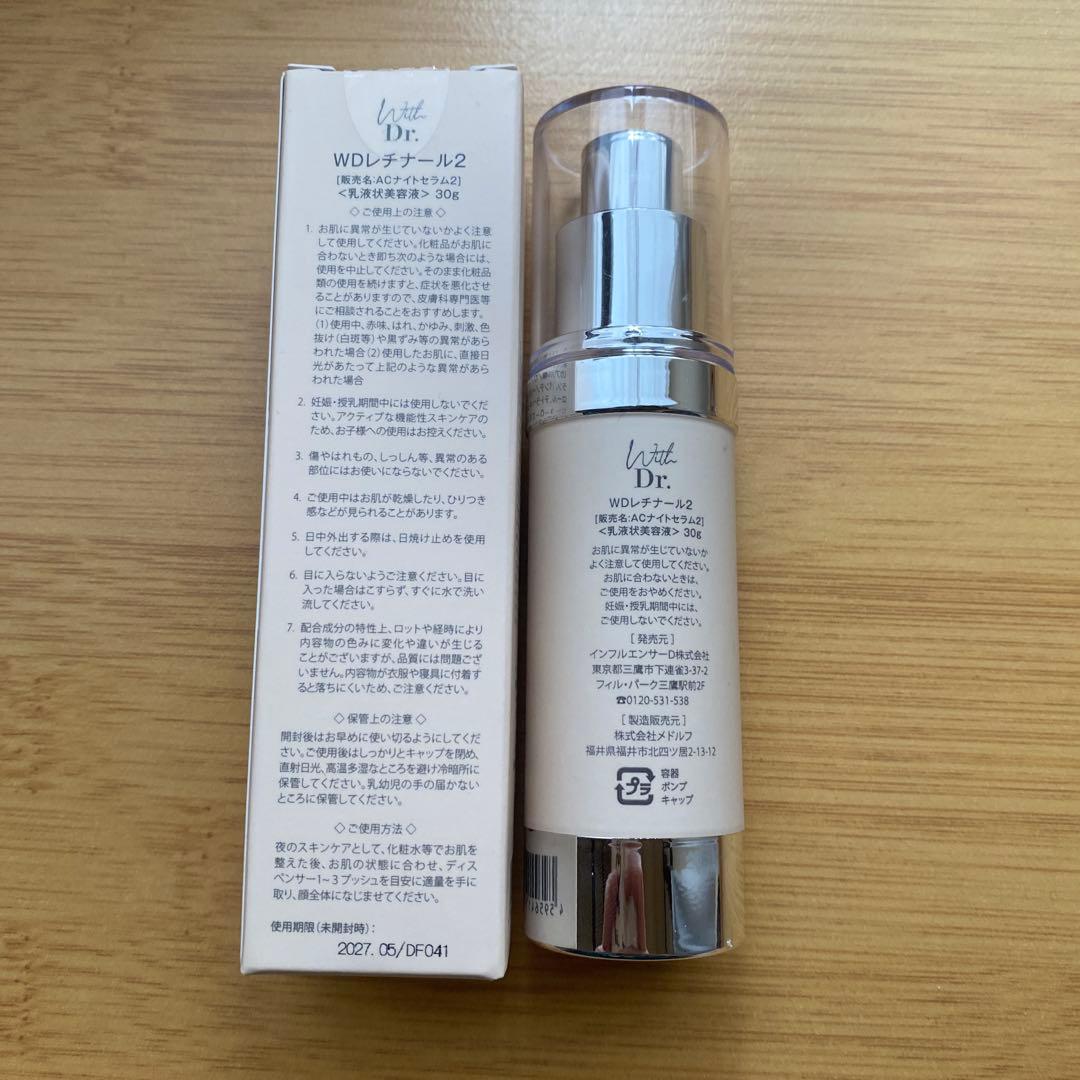 With
Dr.
WDレチナール2
[販売名:ACナイトセラム2]
＜乳液状美容液＞ 30g
◇ご使用上の注意◇
1. お肌に異常が生じていないかよく注意
して使用してください。化粧品がお肌に
合わないとき即ち次のような場合には、
使用を中止してください。そのまま化粧品
類の使用を続けますと、症状を悪化させ
ることがありますので、皮膚科専門医等
にご相談されることをおすすめします。
(1)使用中、赤味、はれ、かゆみ、刺激、色
抜け(白斑等)や黒ずみ等の異常があら
われた場合(2)使用したお肌に、直接日
光があたって上記のような異常があら
われた場合
2. 妊娠・授乳期間中には使用しないでくだ
さい。アクティブな機能性スキンケアの
ため、お子様への使用はお控えください。
3. 傷やはれもの、しっしん等、異常のある
部位にはお使いにならないでください。
4. ご使用中はお肌が乾燥したり、ひりつき
感などが見られることがあります。
5. 日中外出する際は、日焼け止めを使用
してください。
6. 目に入らないようご注意ください。目に
入った場合はこすらず、すぐに水で洗い
流してください。
7. 配合成分の特性上、ロットや経時により
内容物の色みに変化や違いが生じる
ことがございますが、品質には問題ござ
いません。内容物が衣服や寝具に付着す
ると落ちにくいため、ご注意ください。
◇保管上の注意◇
開封後はお早めに使い切るようにしてくだ
さい。ご使用後はしっかりとキャップを閉め、
直射日光、高温多湿なところを避け冷暗所に
保管してください。乳幼児の手の届かない
ところに保管してください。
◇ご使用方法◇
夜のスキンケアとして、化粧水等でお肌を
整えた後、お肌の状態に合わせ、ディス
ペンサー1~3プッシュを目安に適量を手に
取り、顔全体になじませてください。
使用期限(未開封時):
2027. 05/DF041
With
Dr.
WDレチナール2
[販売名:ACナイトセラム2]
＜乳液状美容液＞ 30g
お肌に異常が生じていないか
よく注意して使用してください。
お肌に合わないときは、
ご使用をおやめください。
妊娠・授乳期間中には、
ご使用しないでください。
[発売元]
インフルエンサーD株式会社
東京都三鷹市下連雀3-37-2
フィル・パーク三鷹駅前2F
☎0120-531-538
[製造販売元]
株式会社メドルフ
福井県福井市北四ツ居2-13-12
プラ
容器
ポンプ
キャップ